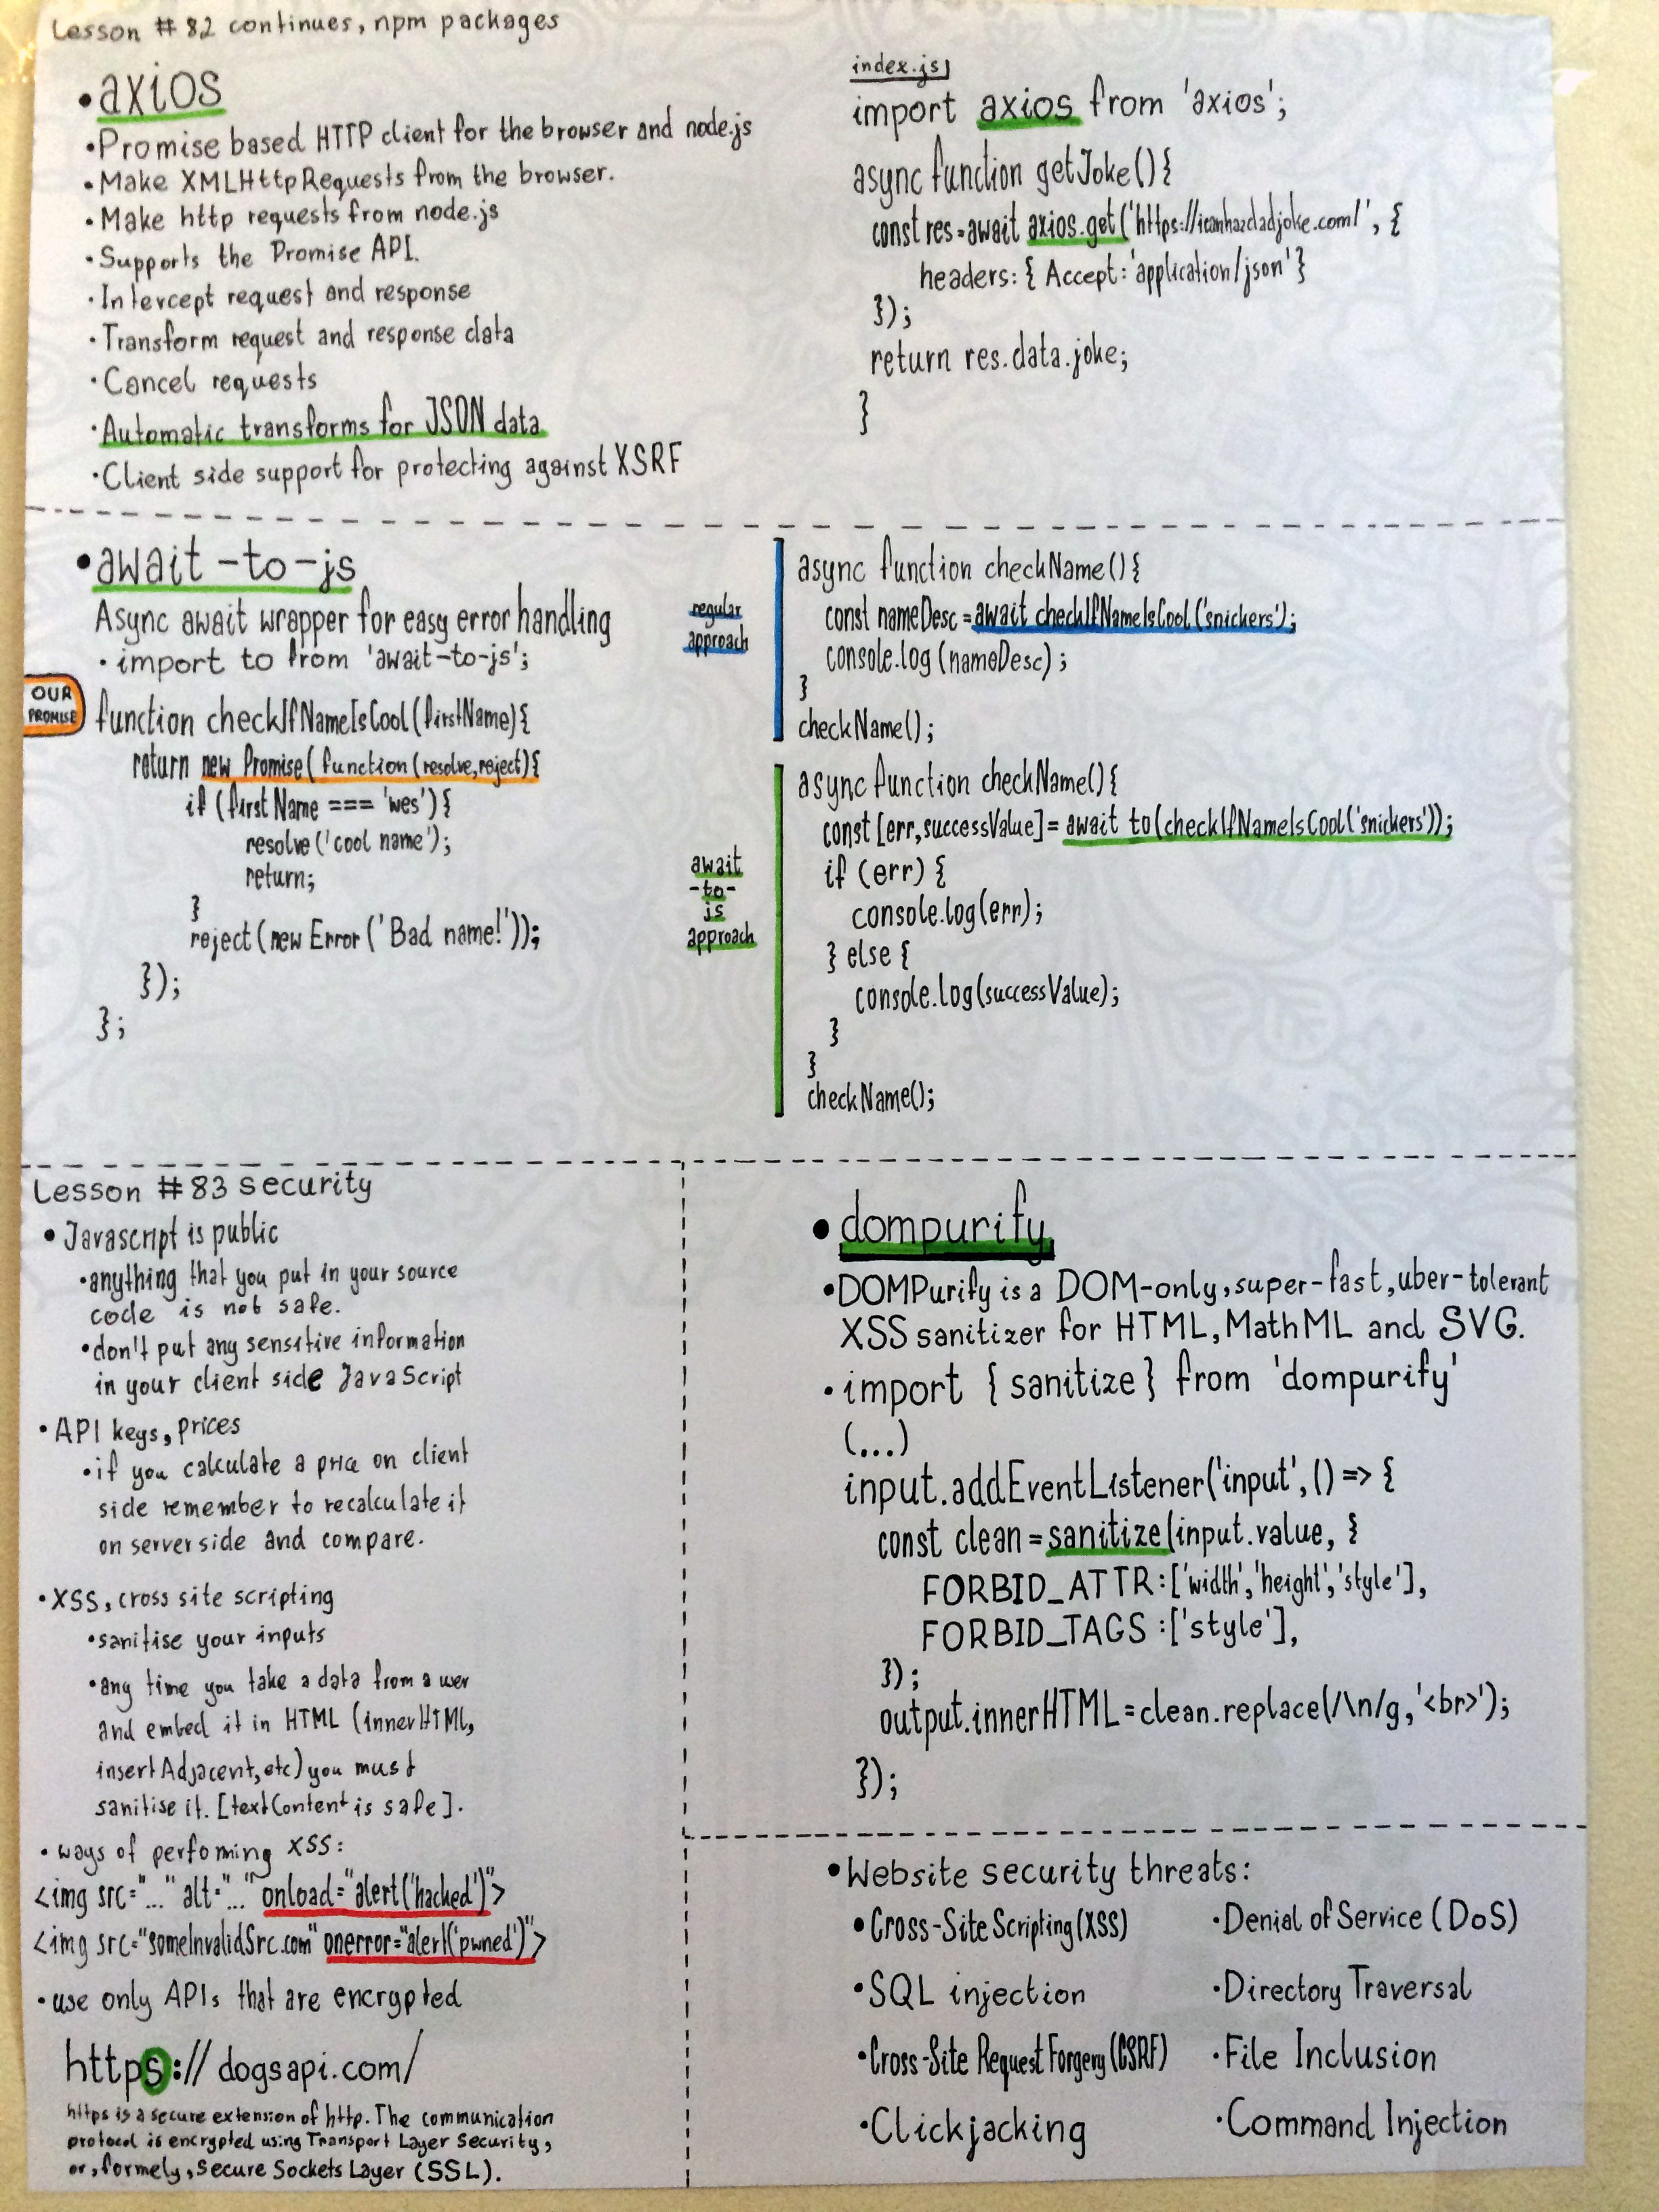 Lesson #82 continues, npm packages
• axios
• Promise based HTTP client for the browser and node.js
• Make XMLHttpRequests from the browser.
• Make http requests from node.js
• Supports the Promise API.
• Intercept request and response
• Transform request and response data
• Cancel requests
• Automatic transforms for JSON data
• Client side support for protecting against XSRF
index.js
import axios from 'axios';
async function getJoke(){
const res=await axios.get('https://icanhazdadjoke.com/', {
headers: { Accept: 'application/json'}
});
return res.data.joke;
}
• await-to-js
Async await wrapper for easy error handling
• import to from 'await-to-js';
OUR
PROMISE
function checkIfNameIsCool(firstName){
return new Promise( function(resolve,reject){
if (firstName === 'wes'){
resolve('cool name');
return;
}
reject(new Error('Bad name!'));
});
};
regular
approach
async function checkName(){
const nameDesc=await checkIfNameIsCool('snickers');
console.log(nameDesc);
}
checkName();
await
-to-
js
approach
async function checkName(){
const [err,successValue]= await to(checkIfNameIsCool('snickers'));
if (err) {
console.log(err);
} else {
console.log(successValue);
}
}
checkName();
Lesson #83 security
• Javascript is public
• anything that you put in your source
code is not safe.
• don't put any sensitive information
in your client side JavaScript
• API keys, prices
• if you calculate a price on client
side remember to recalculate it
on server side and compare.
• XSS, cross site scripting
• sanitise your inputs
• any time you take a data from a user
and embed it in HTML (innerHTML,
insertAdjacent, etc) you must
sanitise it. [textContent is safe].
• ways of perfoming XSS:
<img src="..." alt="..." onload="alert('hacked')">
<img src="someInvalidSrc.com" onerror="alert('pwned')">
• use only APIs that are encrypted
https://dogsapi.com/
https is a secure extension of http. The communication
protocol is encrypted using Transport Layer Security,
or, formely, Secure Sockets Layer (SSL).
• dompurify
• DOMPurify is a DOM-only, super-fast, uber-tolerant
XSS sanitizer for HTML, MathML and SVG.
• import { sanitize } from 'dompurify'
(...)
input.addEventListener('input', () => {
const clean = sanitize(input.value, {
FORBID_ATTR: ['width', 'height', 'style'],
FORBID_TAGS : ['style'],
});
output.innerHTML = clean.replace(/\n/g, '<br>');
});
• Website security threats:
• Cross-Site Scripting (XSS)
• SQL injection
• Cross-Site Request Forgery (CSRF)
• Clickjacking
• Denial of Service (DoS)
• Directory Traversal
• File Inclusion
• Command Injection